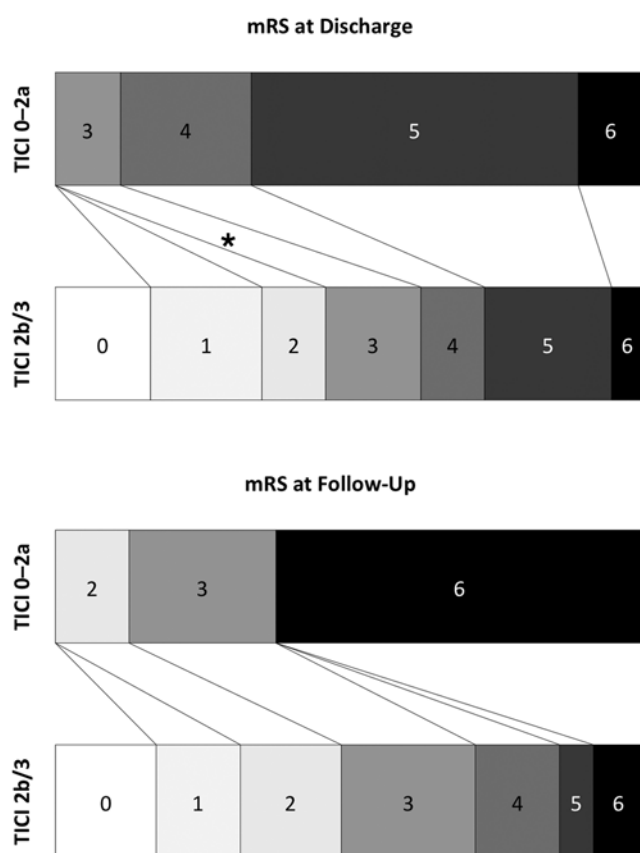 mRS at Discharge
TICI 0–2a
3 4 5 6
*
TICI 2b/3
0 1 2 3 4 5 6
mRS at Follow-Up
TICI 0–2a
2 3 6
TICI 2b/3
0 1 2 3 4 5 6